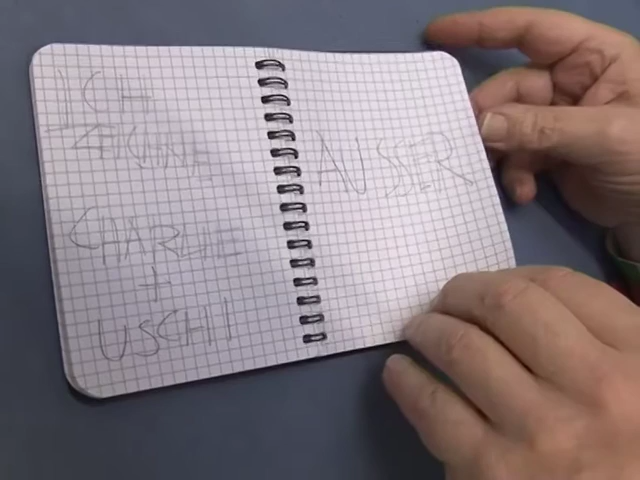 ICH
ZEICHNE
CHARLIE
+
USCHI
AUSSER